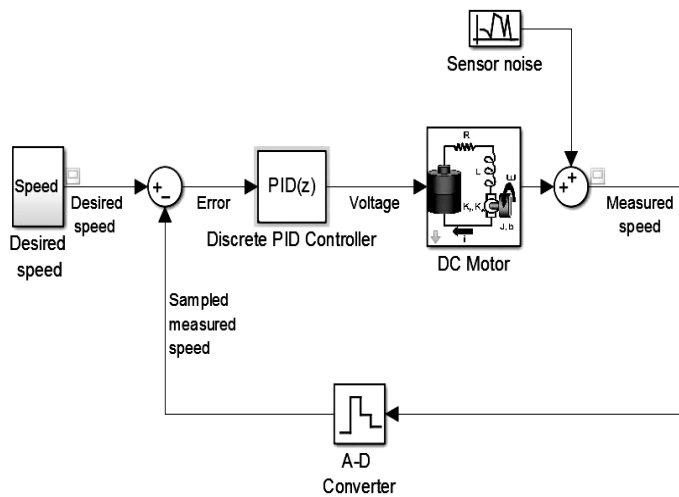 Sensor noise
Speed
Desired
speed
Desired
speed
+
−
Error
PID(z)
Discrete PID Controller
Voltage
R
L
E
J, b
i
DC Motor
+
+
Measured
speed
Sampled
measured
speed
A-D
Converter